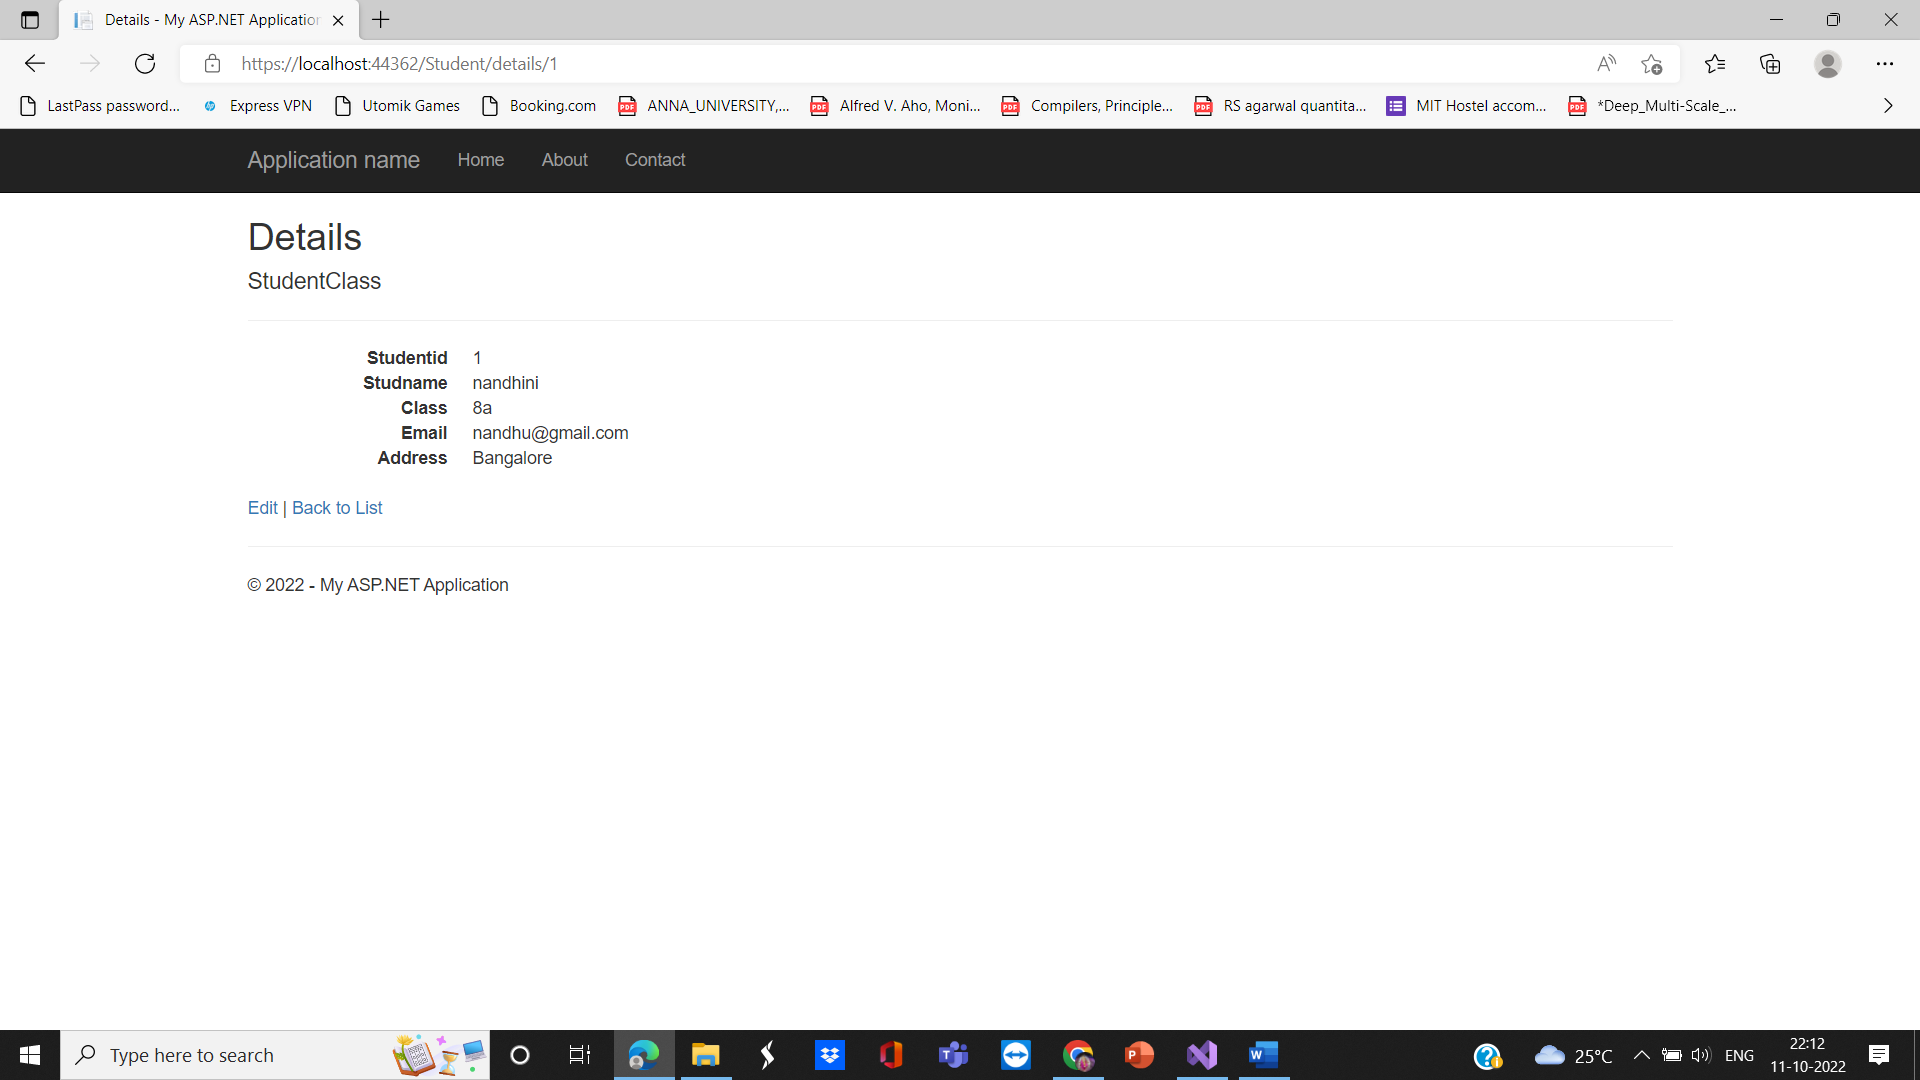 Details - My ASP.NET Application
https://localhost:44362/Student/details/1
LastPass password... Express VPN Utomik Games Booking.com ANNA_UNIVERSITY,... Alfred V. Aho, Moni... Compilers, Principle... RS agarwal quantita... MIT Hostel accom... *Deep_Multi-Scale_...
Application name Home About Contact
Details
StudentClass
Studentid 1
Studname nandhini
Class 8a
Email nandhu@gmail.com
Address Bangalore
Edit | Back to List
© 2022 - My ASP.NET Application
Type here to search
25°C ENG
22:12
11-10-2022